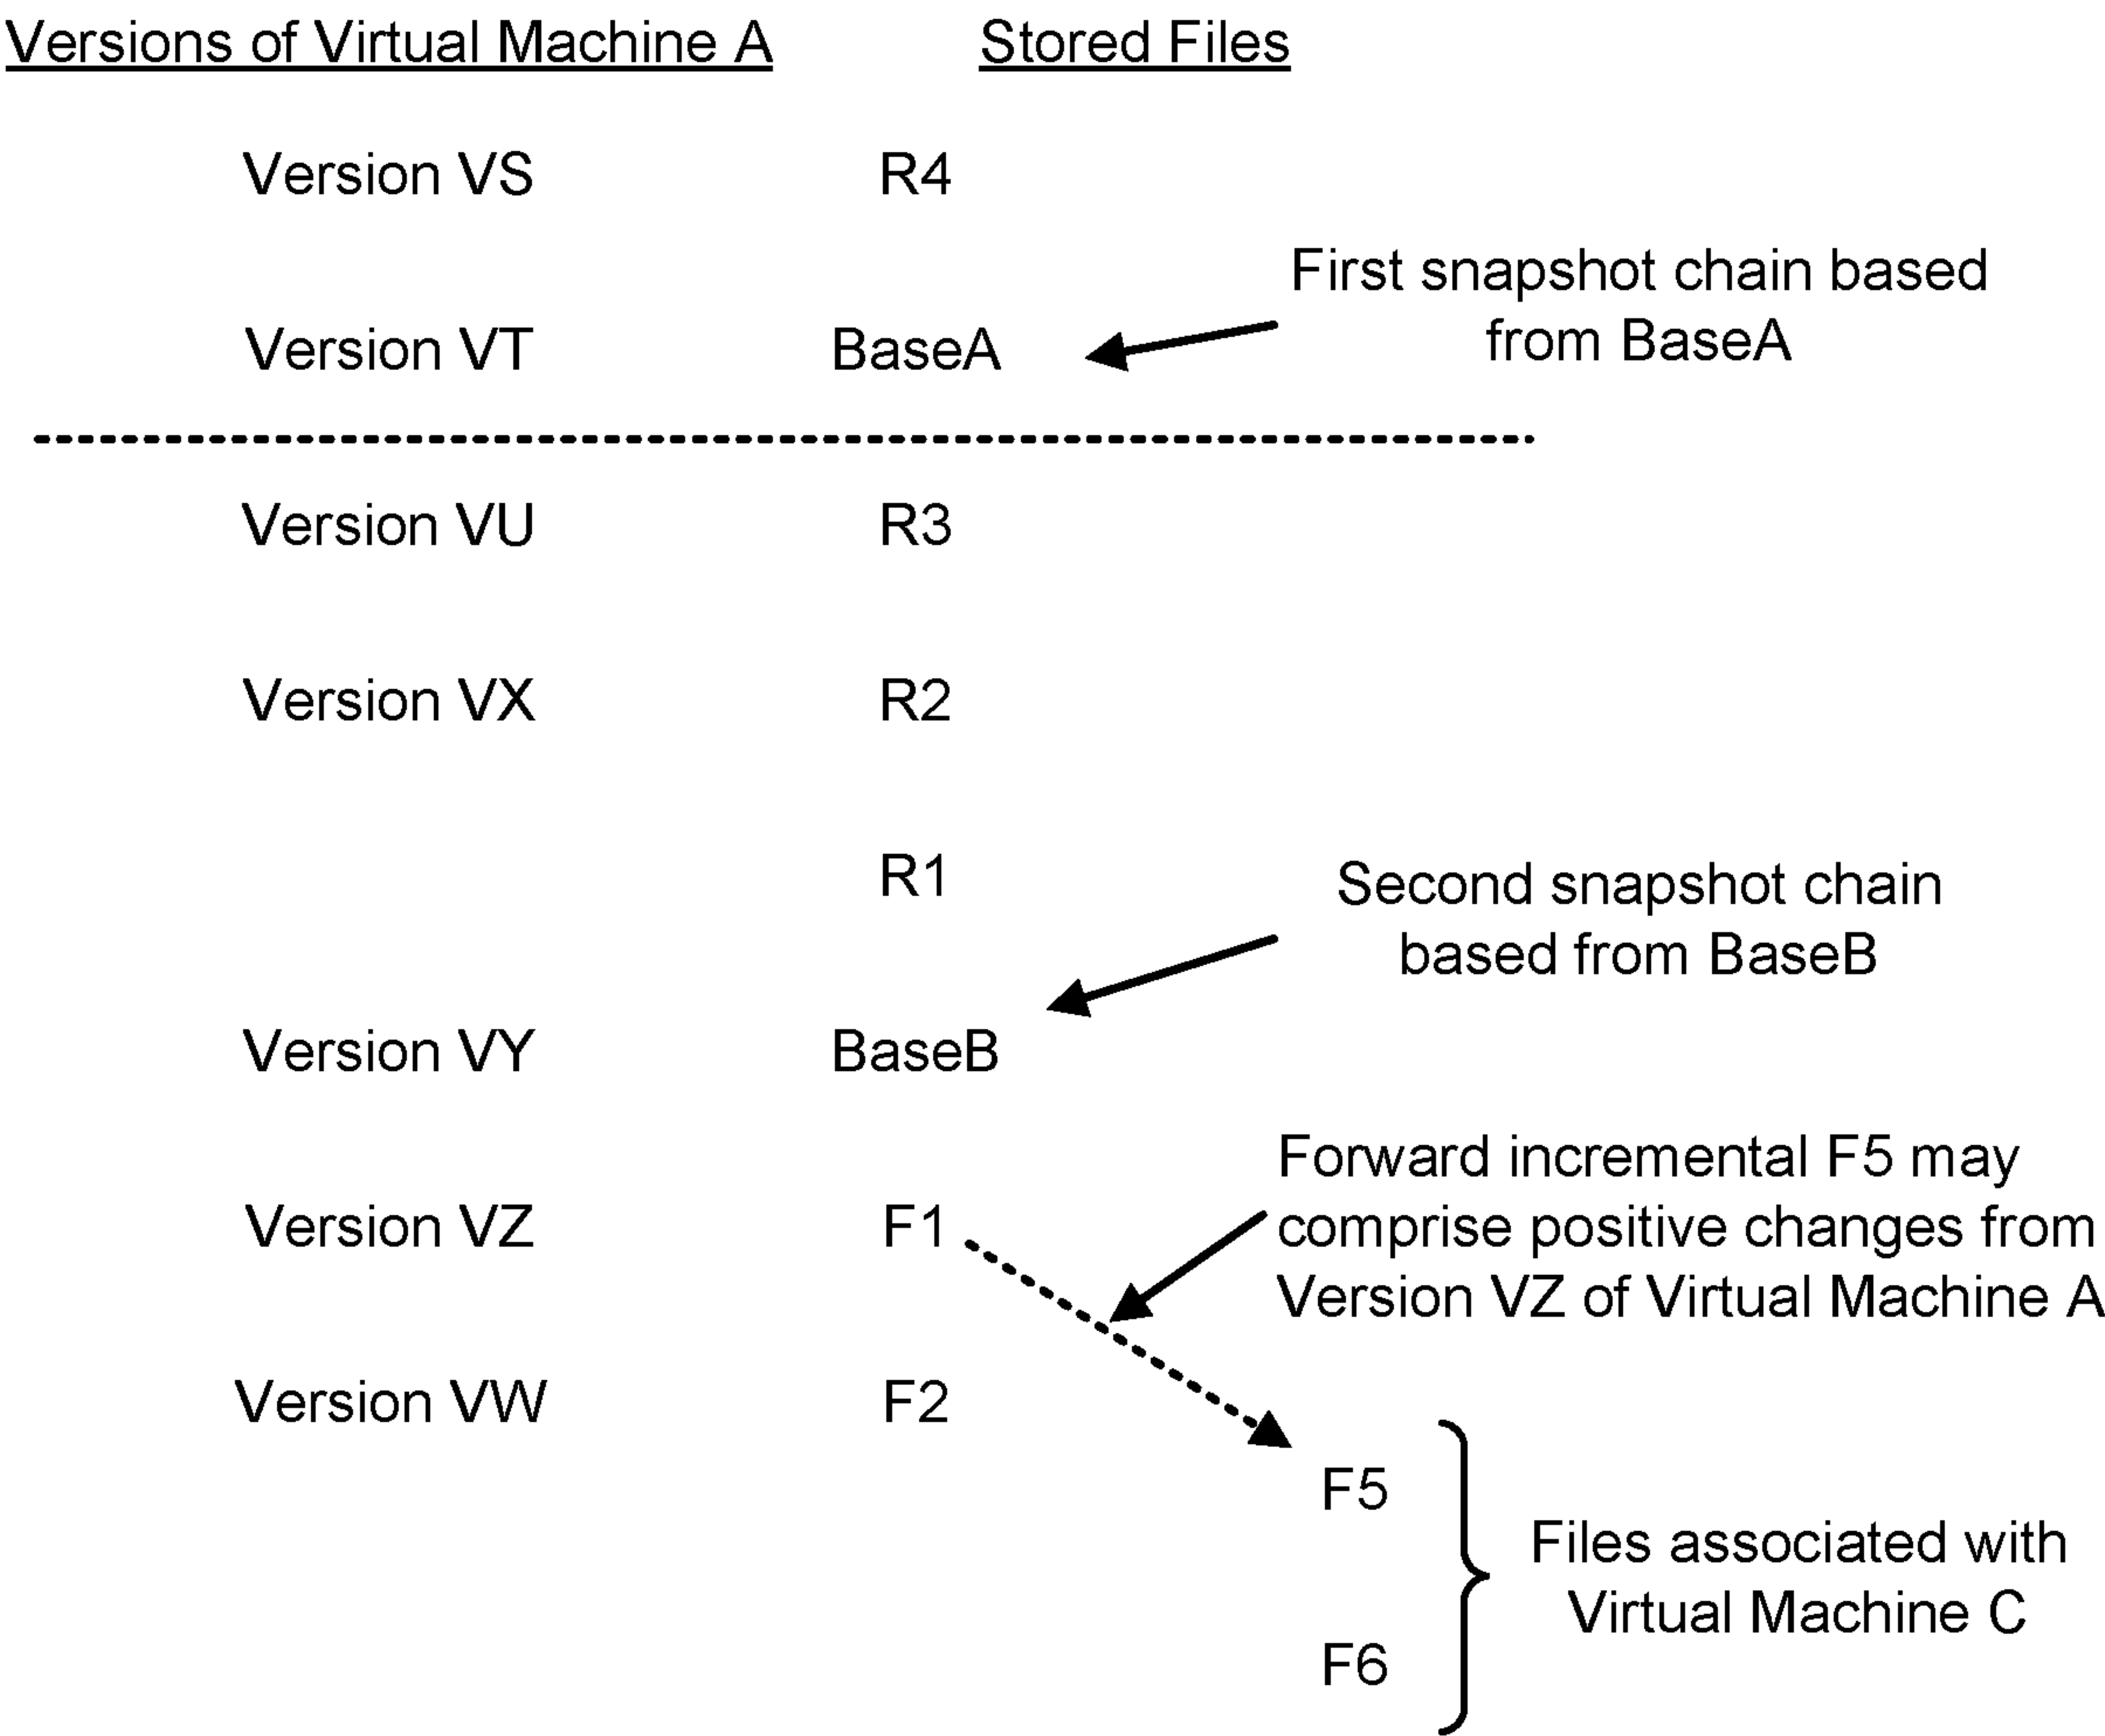 Versions of Virtual Machine A Stored Files
Version VS R4
First snapshot chain based
from BaseA
Version VT BaseA
Version VU R3
Version VX R2
R1
Second snapshot chain
based from BaseB
Version VY BaseB
Forward incremental F5 may
comprise positive changes from
Version VZ of Virtual Machine A
Version VZ F1
Version VW F2
F5
Files associated with
Virtual Machine C
F6